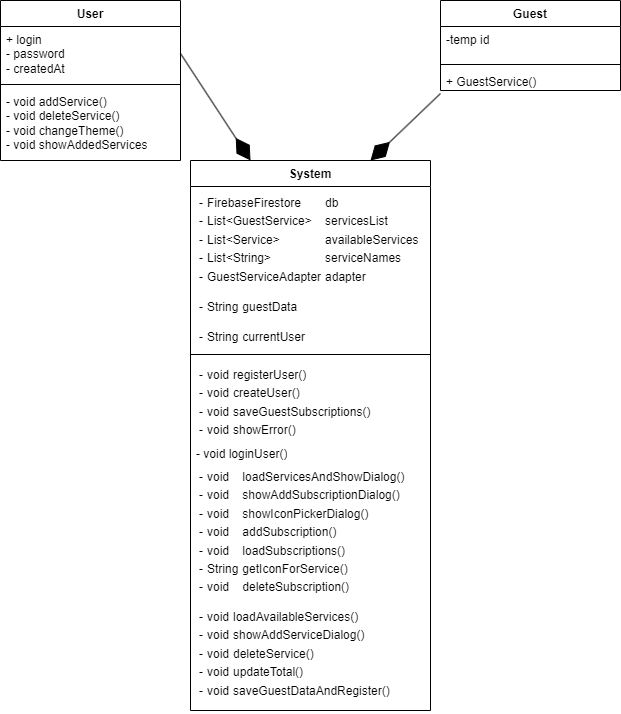 User
+ login
- password
- createdAt
- void addService()
- void deleteService()
- void changeTheme()
- void showAddedServices
Guest
-temp id
+ GuestService()
System
- FirebaseFirestore db
- List<GuestService> servicesList
- List<Service> availableServices
- List<String> serviceNames
- GuestServiceAdapter adapter
- String guestData
- String currentUser
- void registerUser()
- void createUser()
- void saveGuestSubscriptions()
- void showError()
- void loginUser()
- void loadServicesAndShowDialog()
- void showAddSubscriptionDialog()
- void showIconPickerDialog()
- void addSubscription()
- void loadSubscriptions()
- String getIconForService()
- void deleteSubscription()
- void loadAvailableServices()
- void showAddServiceDialog()
- void deleteService()
- void updateTotal()
- void saveGuestDataAndRegister()